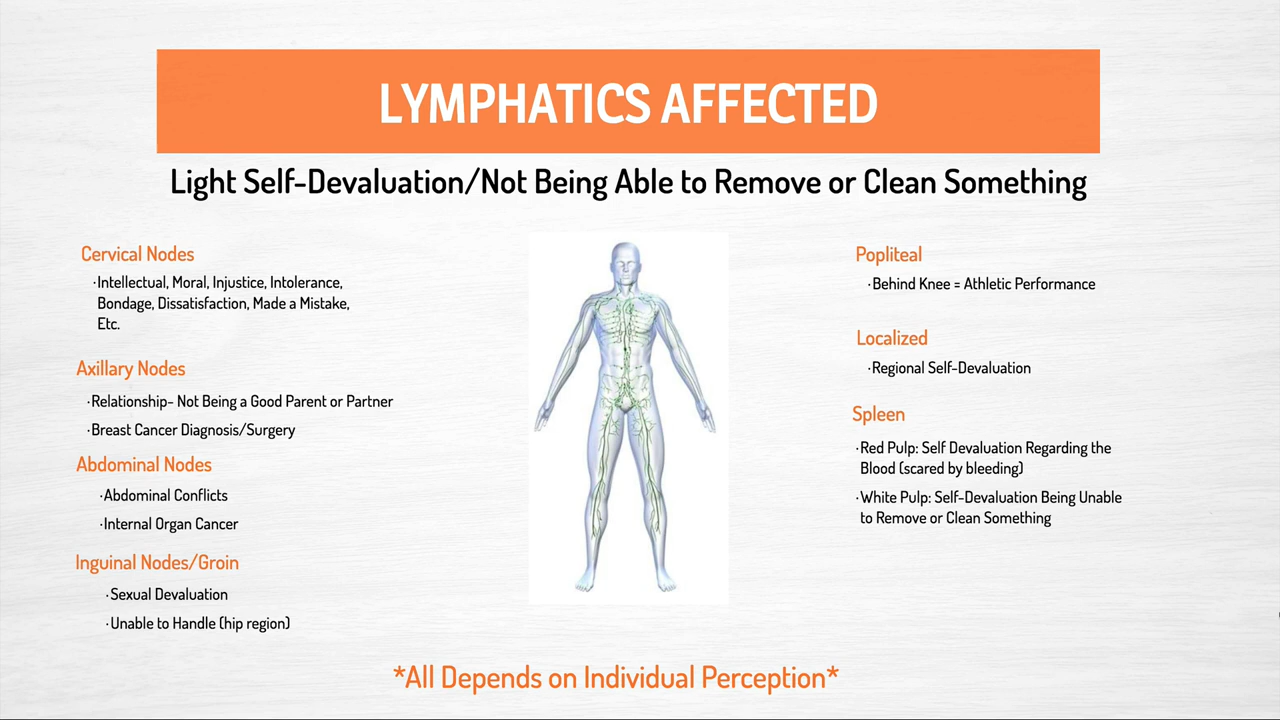 LYMPHATICS AFFECTED
Light Self-Devaluation/Not Being Able to Remove or Clean Something
Cervical Nodes
·Intellectual, Moral, Injustice, Intolerance,
Bondage, Dissatisfaction, Made a Mistake,
Etc.
Axillary Nodes
·Relationship- Not Being a Good Parent or Partner
·Breast Cancer Diagnosis/Surgery
Abdominal Nodes
·Abdominal Conflicts
·Internal Organ Cancer
Inguinal Nodes/Groin
·Sexual Devaluation
·Unable to Handle (hip region)
Popliteal
·Behind Knee = Athletic Performance
Localized
·Regional Self-Devaluation
Spleen
·Red Pulp: Self Devaluation Regarding the
Blood (scared by bleeding)
·White Pulp: Self-Devaluation Being Unable
to Remove or Clean Something
*All Depends on Individual Perception*